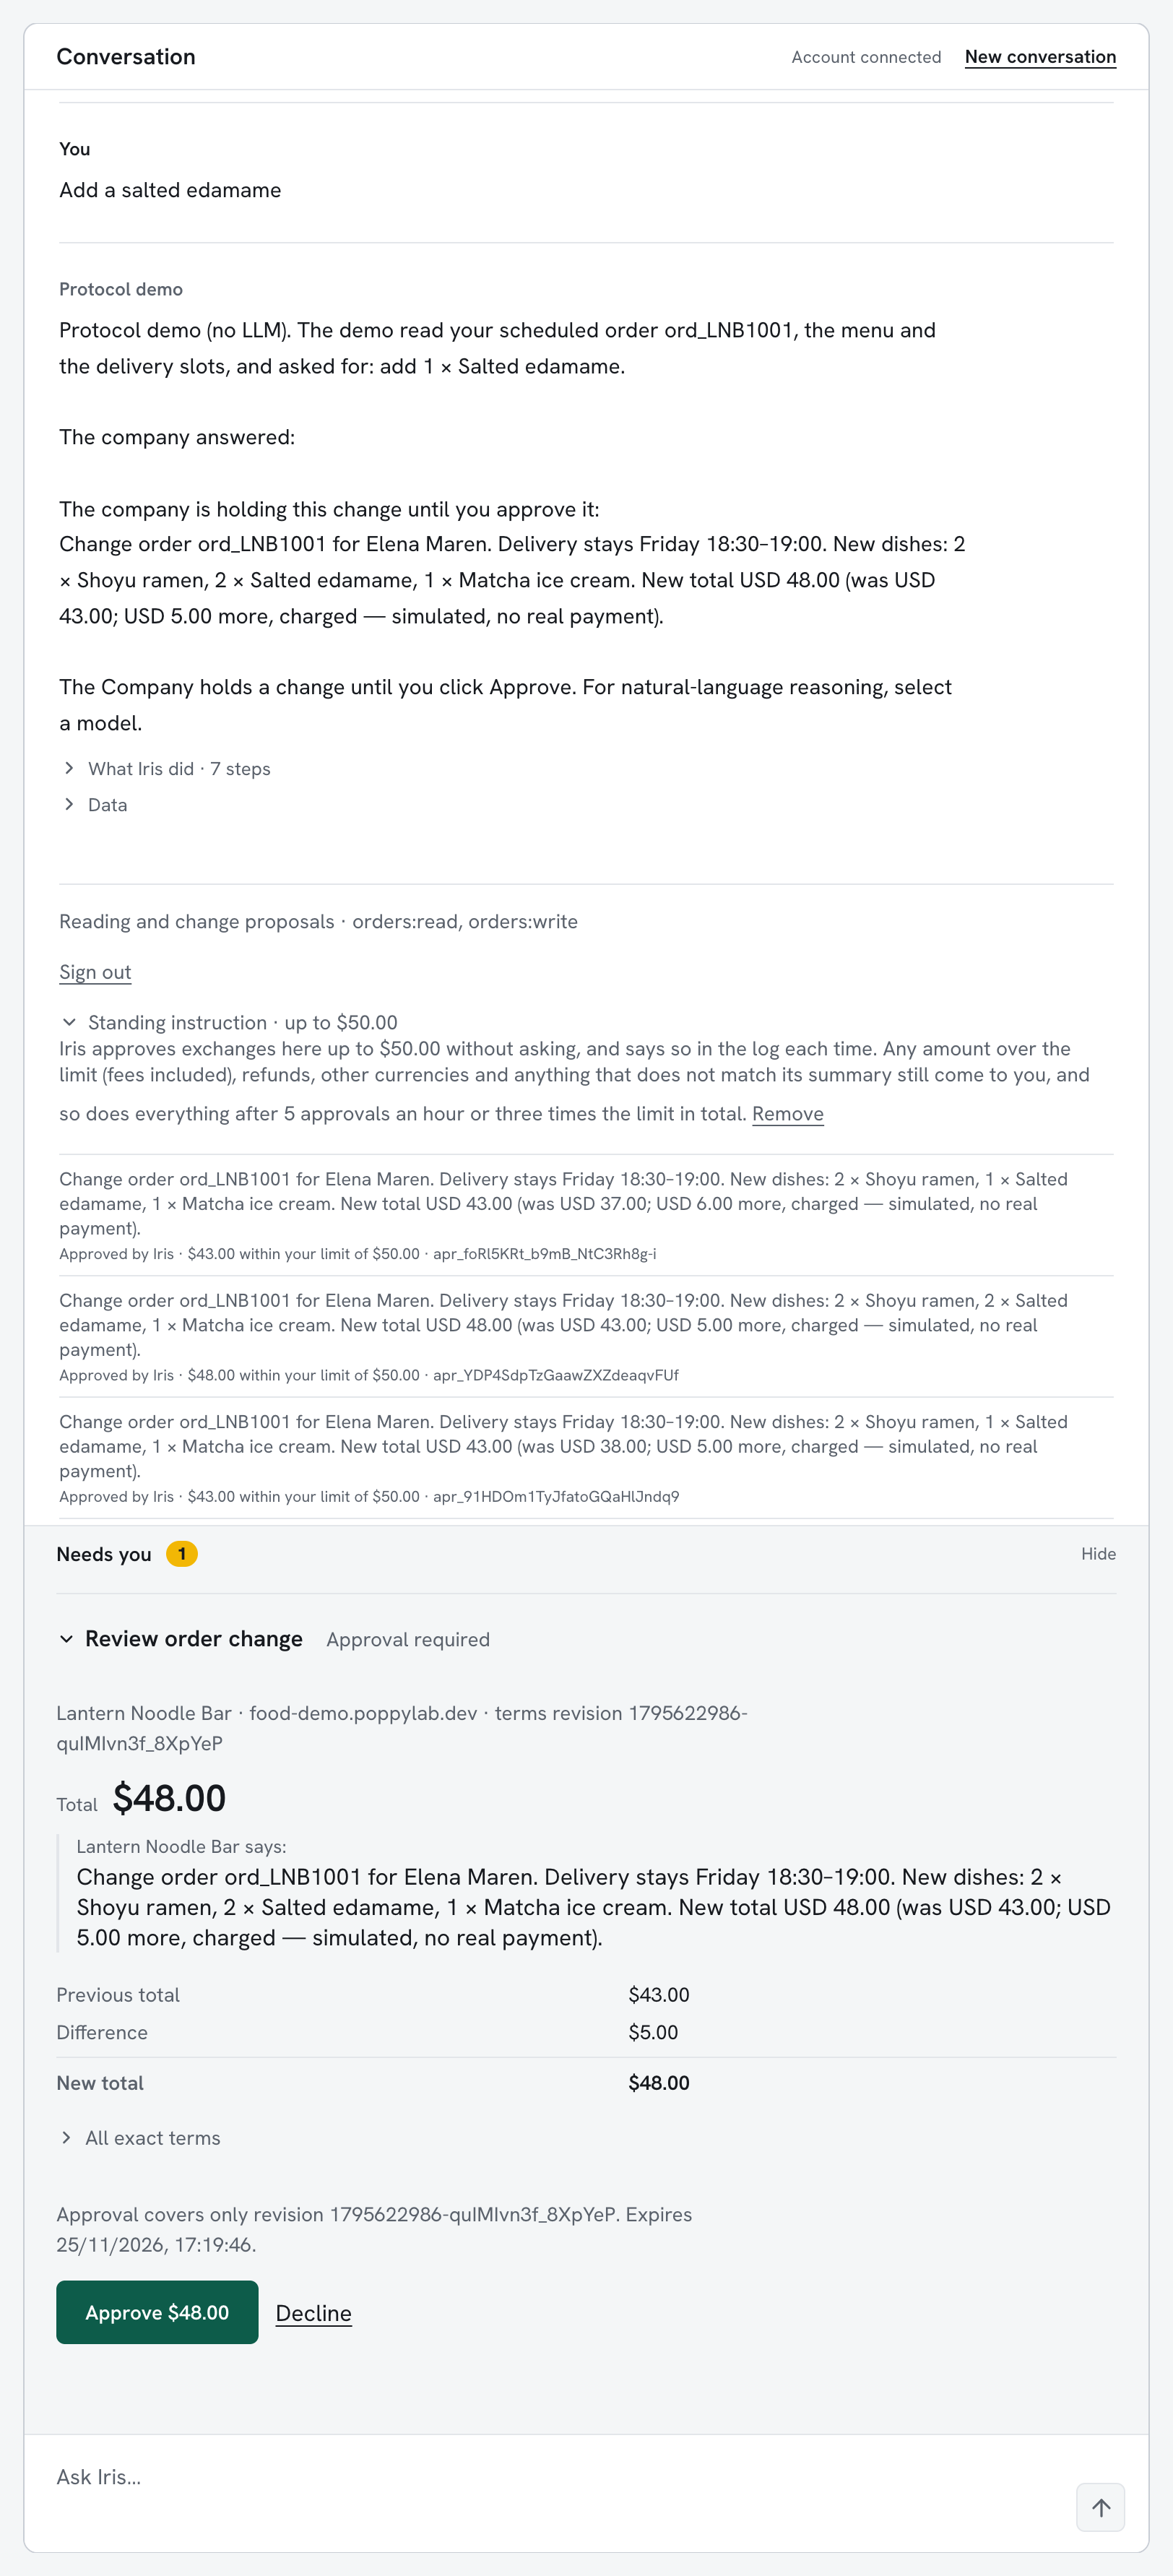 Conversation
Account connected
New conversation
You
Add a salted edamame
Protocol demo
Protocol demo (no LLM). The demo read your scheduled order ord_LNB1001, the menu and
the delivery slots, and asked for: add 1 × Salted edamame.
The company answered:
The company is holding this change until you approve it:
Change order ord_LNB1001 for Elena Maren. Delivery stays Friday 18:30–19:00. New dishes: 2
× Shoyu ramen, 2 × Salted edamame, 1 × Matcha ice cream. New total USD 48.00 (was USD
43.00; USD 5.00 more, charged — simulated, no real payment).
The Company holds a change until you click Approve. For natural-language reasoning, select
a model.
What Iris did · 7 steps
Data
Reading and change proposals · orders:read, orders:write
Sign out
Standing instruction · up to $50.00
Iris approves exchanges here up to $50.00 without asking, and says so in the log each time. Any amount over the
limit (fees included), refunds, other currencies and anything that does not match its summary still come to you, and
so does everything after 5 approvals an hour or three times the limit in total. Remove
Change order ord_LNB1001 for Elena Maren. Delivery stays Friday 18:30–19:00. New dishes: 2 × Shoyu ramen, 1 × Salted
edamame, 1 × Matcha ice cream. New total USD 43.00 (was USD 37.00; USD 6.00 more, charged — simulated, no real
payment).
Approved by Iris · $43.00 within your limit of $50.00 · apr_foRl5KRt_b9mB_NtC3Rh8g-i
Change order ord_LNB1001 for Elena Maren. Delivery stays Friday 18:30–19:00. New dishes: 2 × Shoyu ramen, 2 × Salted
edamame, 1 × Matcha ice cream. New total USD 48.00 (was USD 43.00; USD 5.00 more, charged — simulated, no real
payment).
Approved by Iris · $48.00 within your limit of $50.00 · apr_YDP4SdpTzGaawZXZdeaqvFUf
Change order ord_LNB1001 for Elena Maren. Delivery stays Friday 18:30–19:00. New dishes: 2 × Shoyu ramen, 1 × Salted
edamame, 1 × Matcha ice cream. New total USD 43.00 (was USD 38.00; USD 5.00 more, charged — simulated, no real
payment).
Approved by Iris · $43.00 within your limit of $50.00 · apr_91HDOm1TyJfatoGQaHlJndq9
Needs you 1
Hide
Review order change Approval required
Lantern Noodle Bar · food-demo.poppylab.dev · terms revision 1795622986-
quIMIvn3f_8XpYeP
Total $48.00
Lantern Noodle Bar says:
Change order ord_LNB1001 for Elena Maren. Delivery stays Friday 18:30–19:00. New dishes: 2 ×
Shoyu ramen, 2 × Salted edamame, 1 × Matcha ice cream. New total USD 48.00 (was USD 43.00; USD
5.00 more, charged — simulated, no real payment).
Previous total $43.00
Difference $5.00
New total $48.00
All exact terms
Approval covers only revision 1795622986-quIMIvn3f_8XpYeP. Expires
25/11/2026, 17:19:46.
Approve $48.00 Decline
Ask Iris…